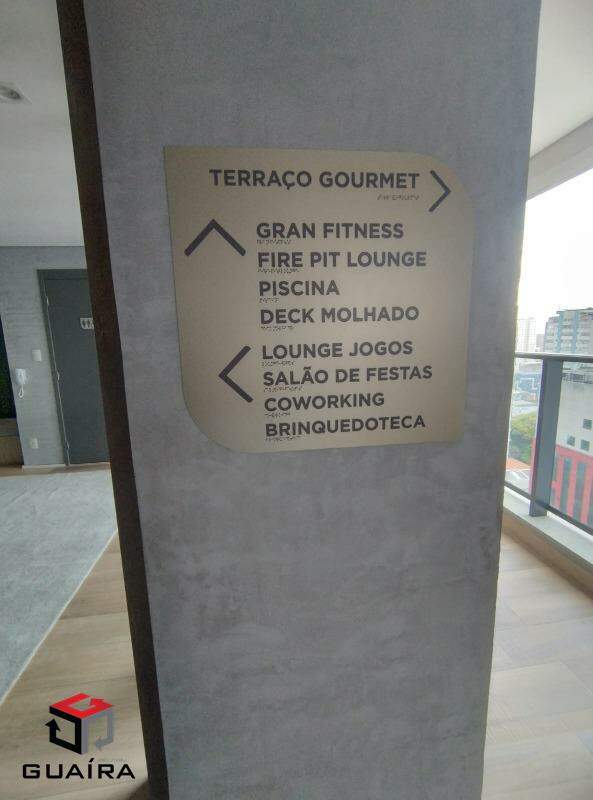 TERRAÇO GOURMET
GRAN FITNESS
FIRE PIT LOUNGE
PISCINA
DECK MOLHADO
LOUNGE JOGOS
SALÃO DE FESTAS
COWORKING
BRINQUEDOTECA
GUAÍRA